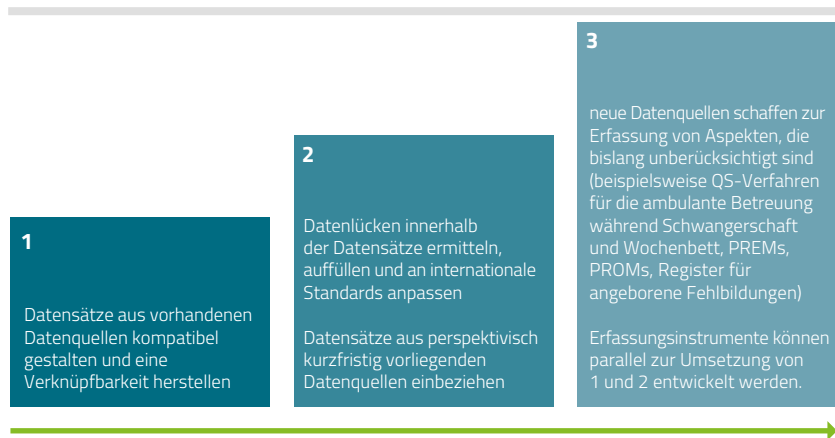 1
Datensätze aus vorhandenen
Datenquellen kompatibel
gestalten und eine
Verknüpfbarkeit herstellen
2
Datenlücken innerhalb
der Datensätze ermitteln,
auffüllen und an internationale
Standards anpassen
Datensätze aus perspektivisch
kurzfristig vorliegenden
Datenquellen einbeziehen
3
neue Datenquellen schaffen zur
Erfassung von Aspekten, die
bislang unberücksichtigt sind
(beispielsweise QS-Verfahren
für die ambulante Betreuung
während Schwangerschaft
und Wochenbett, PREMs,
PROMs, Register für
angeborene Fehlbildungen)
Erfassungsinstrumente können
parallel zur Umsetzung von
1 und 2 entwickelt werden.